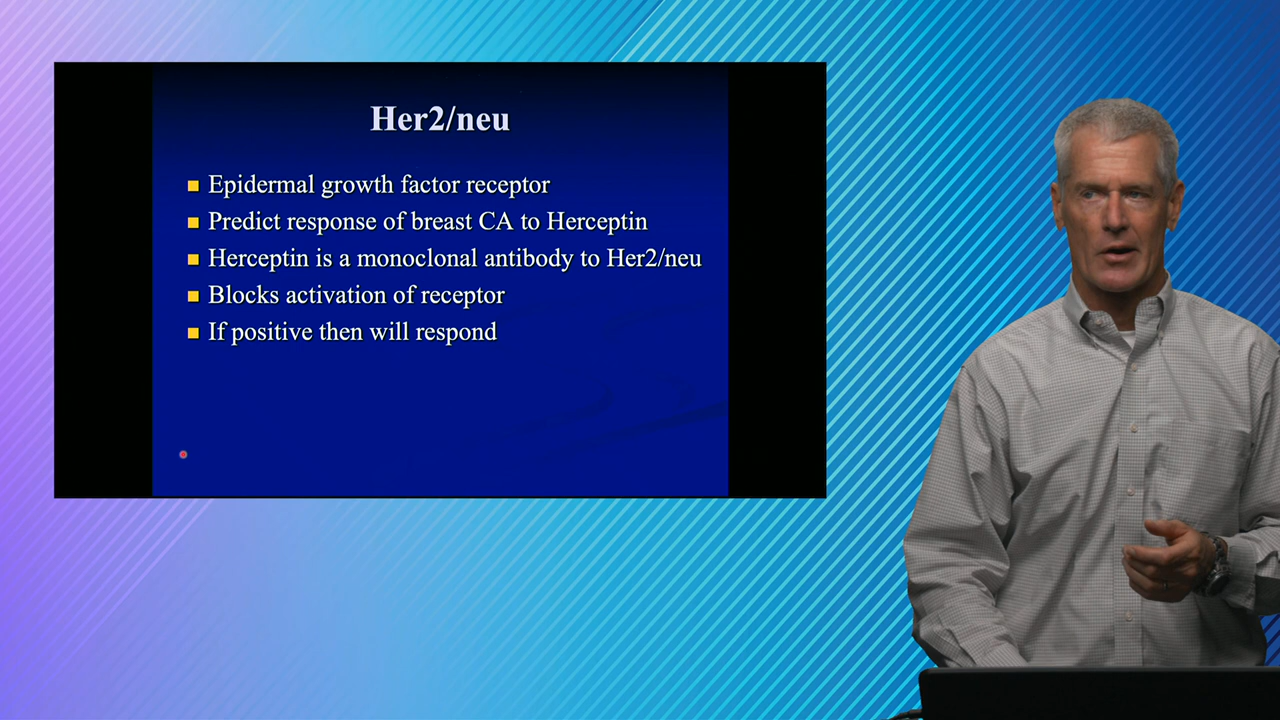 Her2/neu
Epidermal growth factor receptor
Predict response of breast CA to Herceptin
Herceptin is a monoclonal antibody to Her2/neu
Blocks activation of receptor
If positive then will respond